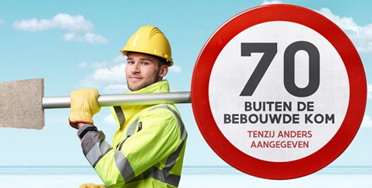 70
BUITEN DE
BEBOUWDE KOM
TENZIJ ANDERS
AANGEGEVEN